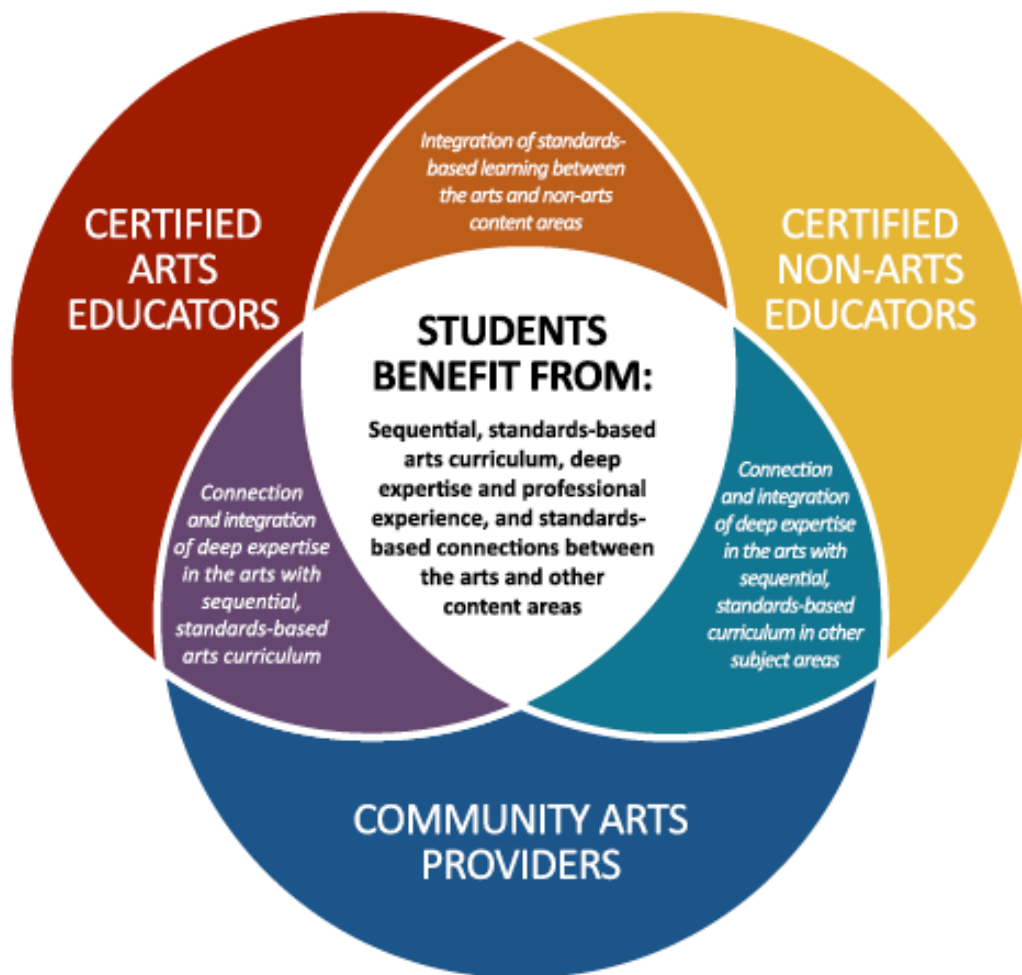 Integration of standards-
based learning between
the arts and non-arts
content areas
CERTIFIED
ARTS
EDUCATORS
CERTIFIED
NON-ARTS
EDUCATORS
STUDENTS
BENEFIT FROM:
Sequential, standards-based
arts curriculum, deep
expertise and professional
experience, and standards-
based connections between
the arts and other
content areas
Connection
and integration
of deep expertise
in the arts with
sequential,
standards-based
arts curriculum
Connection
and integration
of deep expertise
in the arts with
sequential,
standards-based
curriculum in other
subject areas
COMMUNITY ARTS
PROVIDERS